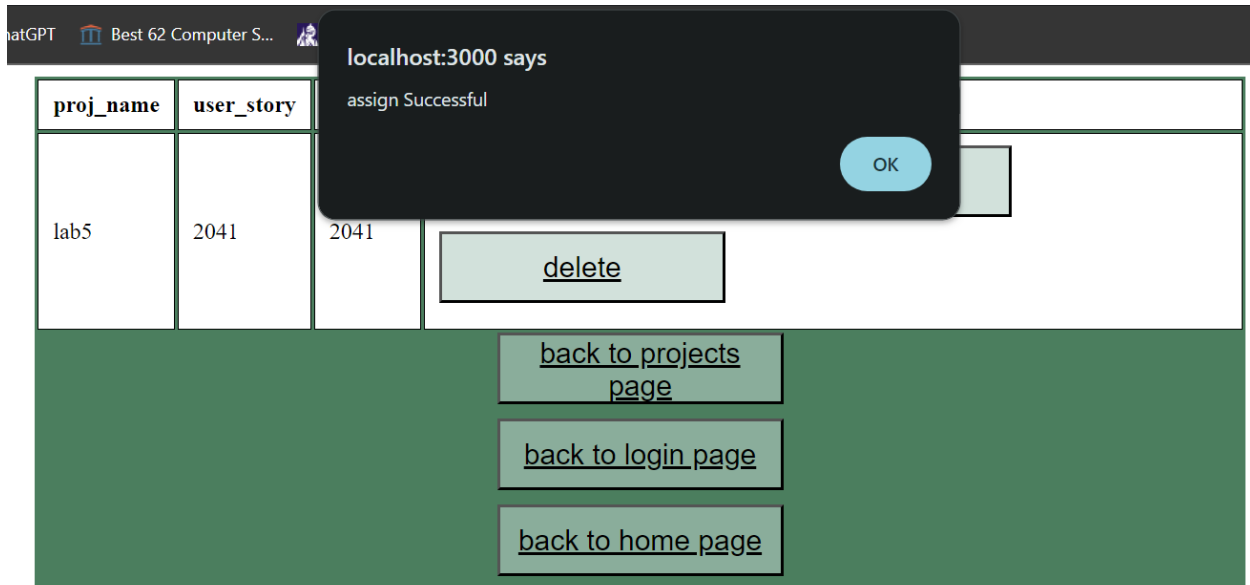 Best 62 Computer S...
localhost:3000 says
assign Successful
OK
proj_name user_story
lab5 2041 2041
delete
back to projects
page
back to login page
back to home page